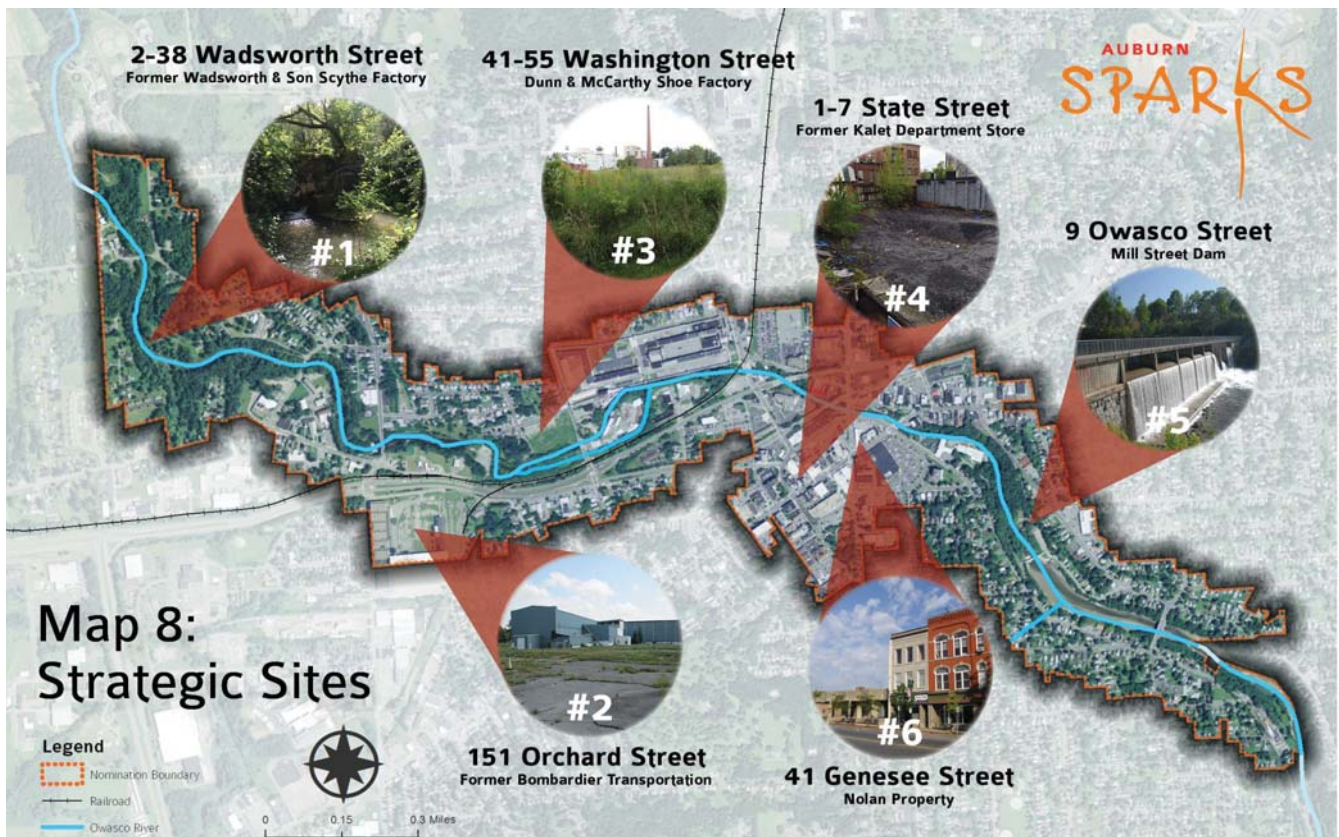 2-38 Wadsworth Street
Former Wadsworth & Son Scythe Factory
#1
41-55 Washington Street
Dunn & McCarthy Shoe Factory
#3
1-7 State Street
Former Kalet Department Store
#4
AUBURN
SPARKS
9 Owasco Street
Mill Street Dam
#5
Map 8:
Strategic Sites
Legend
Nomination Boundary
Railroad
Owasco River
0 0.15 0.3 Miles
#2
151 Orchard Street
Former Bombardier Transportation
#6
41 Genesee Street
Nolan Property